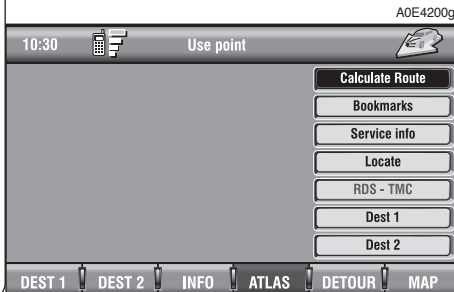 A0E4200g
10:30 Use point
Calculate Route
Bookmarks
Service info
Locate
RDS - TMC
Dest 1
Dest 2
DEST 1 DEST 2 INFO ATLAS DETOUR MAP